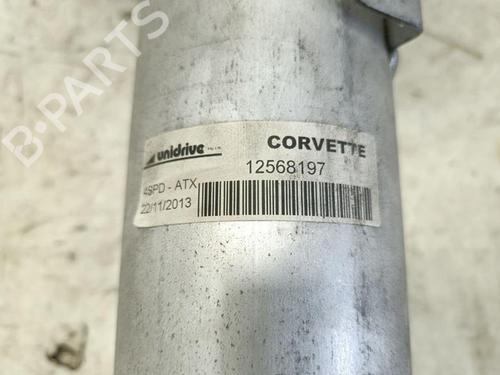 B-PARTS
unidrive
CORVETTE
12568197
4SPD - ATX
22/11/2013